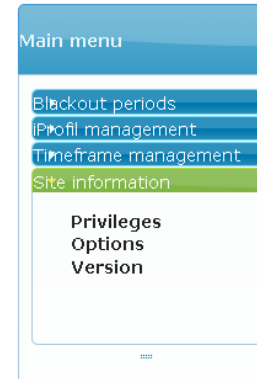 Main menu
Blackout periods
iProfil management
Timeframe management
Site information
Privileges
Options
Version